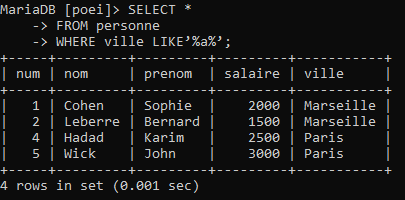 MariaDB [poei]> SELECT *
    -> FROM personne
    -> WHERE ville LIKE’%a%’;
+-----+---------+---------+---------+-----------+
| num | nom     | prenom  | salaire | ville     |
+-----+---------+---------+---------+-----------+
|   1 | Cohen   | Sophie  |    2000 | Marseille |
|   2 | Leberre | Bernard |    1500 | Marseille |
|   4 | Hadad   | Karim   |    2500 | Paris     |
|   5 | Wick    | John    |    3000 | Paris     |
+-----+---------+---------+---------+-----------+
4 rows in set (0.001 sec)